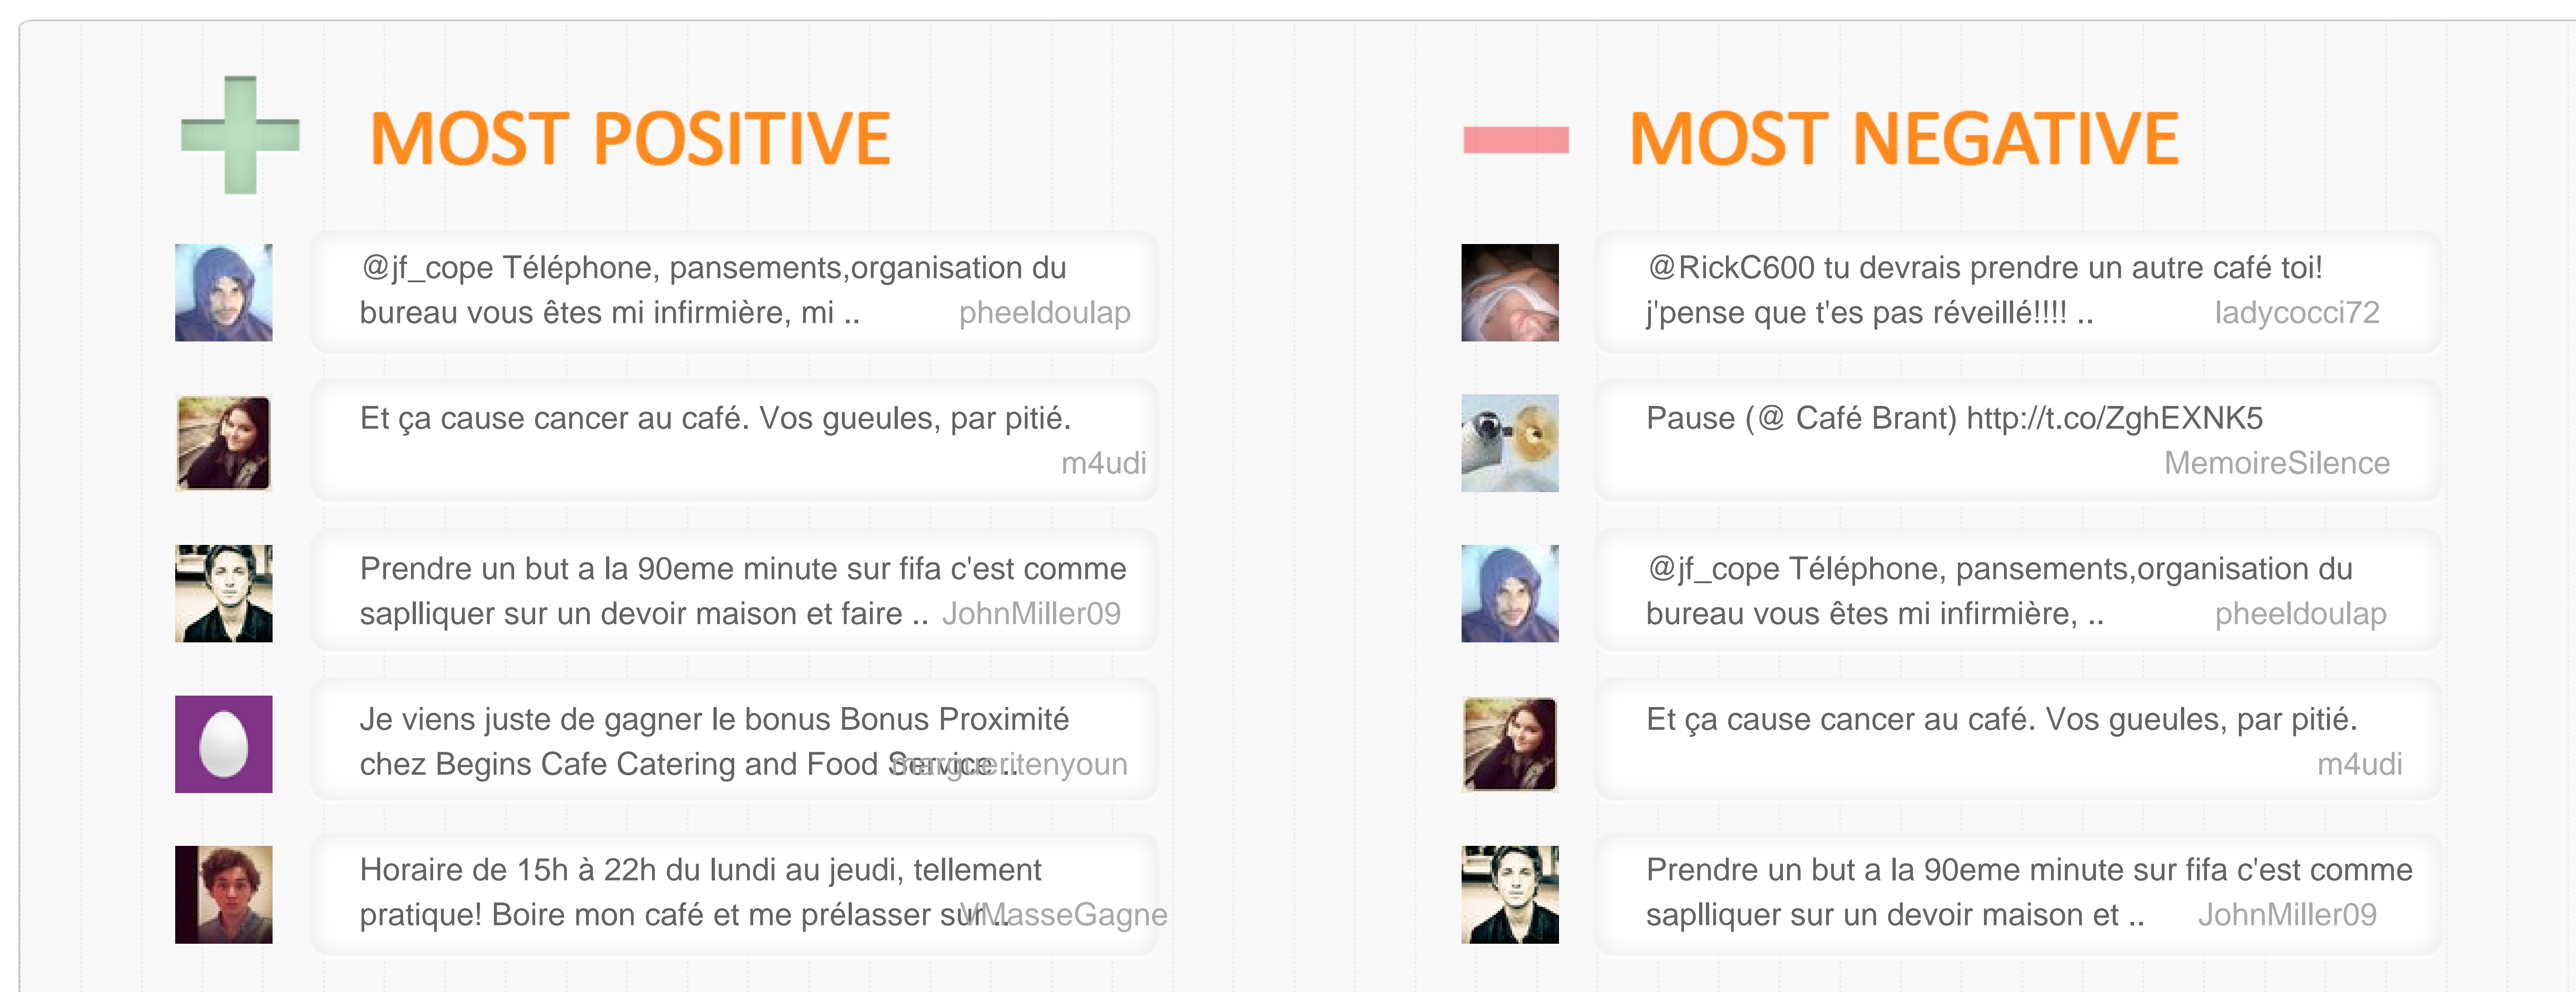 MOST POSITIVE
@jf_cope Téléphone, pansements,organisation du
bureau vous êtes mi infirmière, mi ..
pheeldoulap
Et ça cause cancer au café. Vos gueules, par pitié.
m4udi
Prendre un but a la 90eme minute sur fifa c'est comme
saplliquer sur un devoir maison et faire ..
JohnMiller09
Je viens juste de gagner le bonus Bonus Proximité
chez Begins Cafe Catering and Food Service ..
margueritenyoun
Horaire de 15h à 22h du lundi au jeudi, tellement
pratique! Boire mon café et me prélasser sur ..
VMasseGagne
MOST NEGATIVE
@RickC600 tu devrais prendre un autre café toi!
j'pense que t'es pas réveillé!!!! ..
ladycocci72
Pause (@ Café Brant) http://t.co/ZghEXNK5
MemoireSilence
@jf_cope Téléphone, pansements,organisation du
bureau vous êtes mi infirmière, ..
pheeldoulap
Et ça cause cancer au café. Vos gueules, par pitié.
m4udi
Prendre un but a la 90eme minute sur fifa c'est comme
saplliquer sur un devoir maison et ..
JohnMiller09